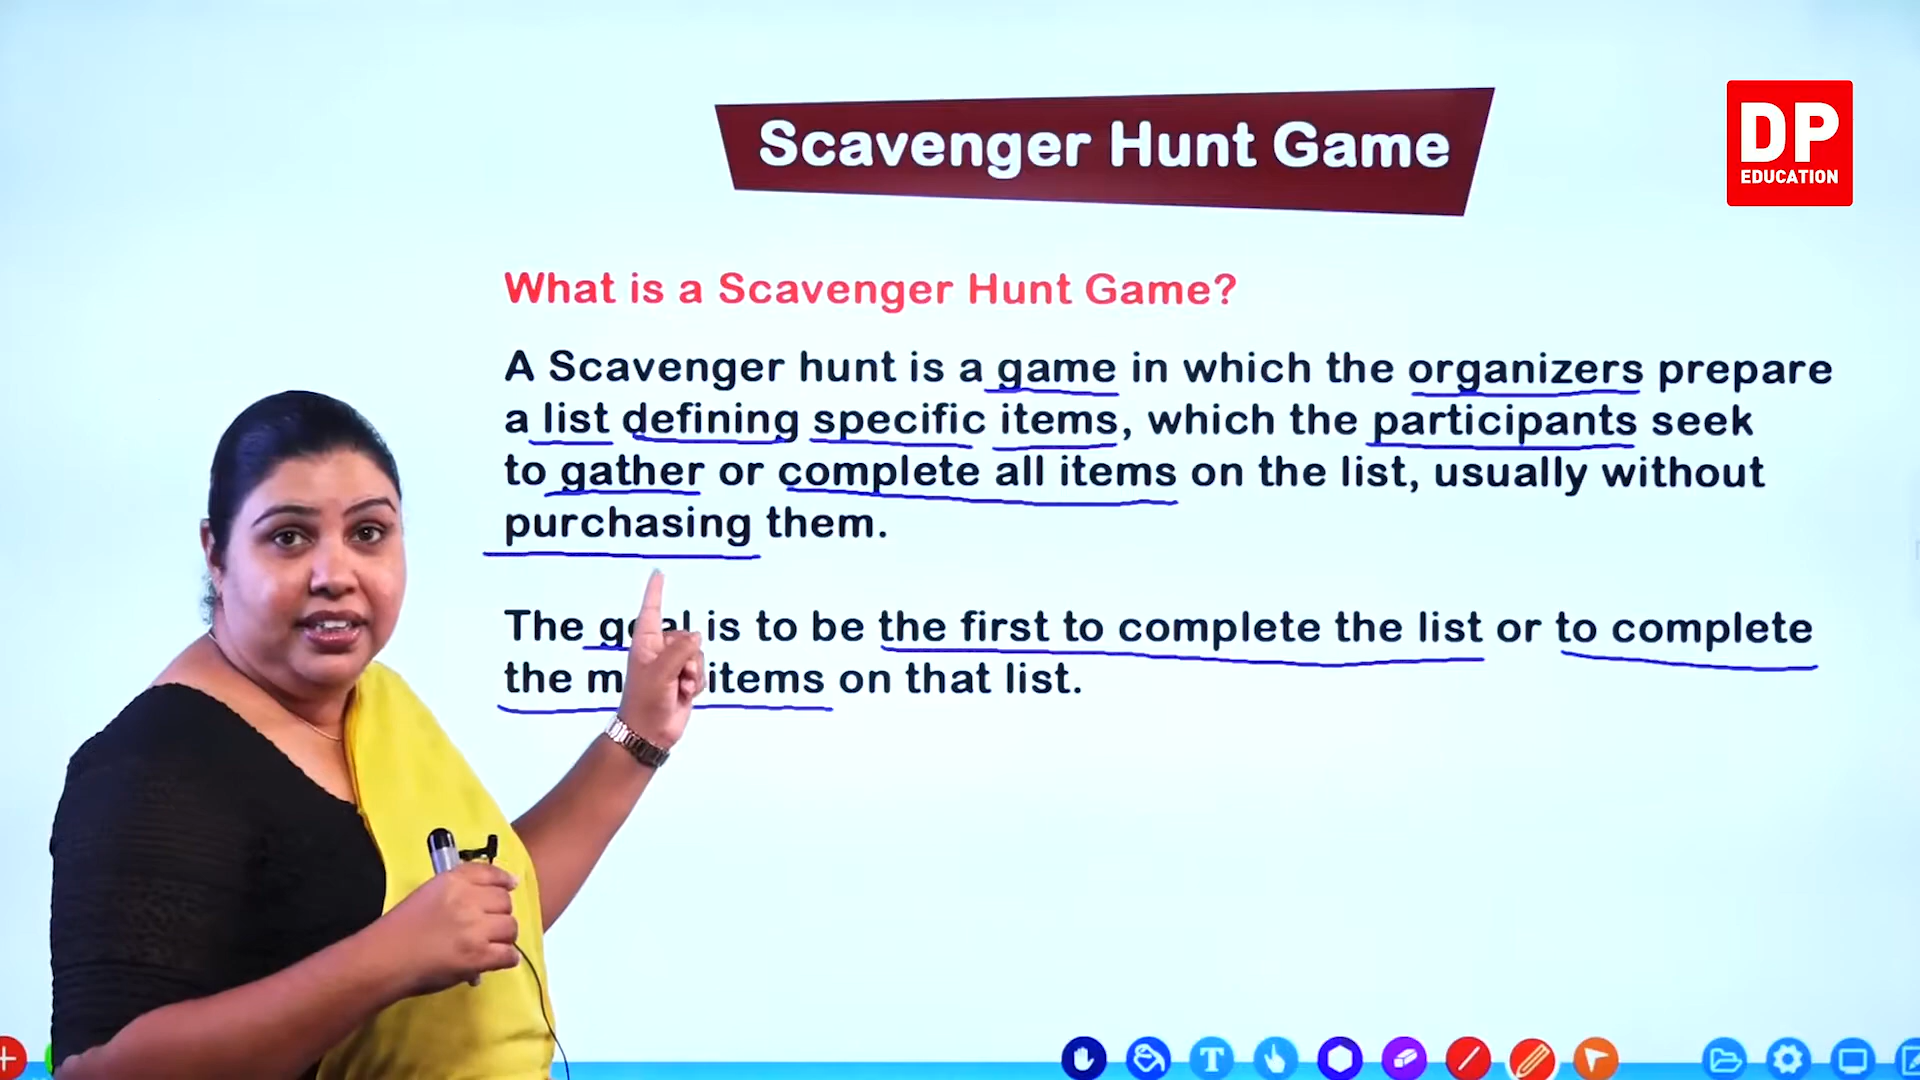 Scavenger Hunt Game
DP
EDUCATION
What is a Scavenger Hunt Game?
A Scavenger hunt is a game in which the organizers prepare
a list defining specific items, which the participants seek
to gather or complete all items on the list, usually without
purchasing them.
The goal is to be the first to complete the list or to complete
the items on that list.